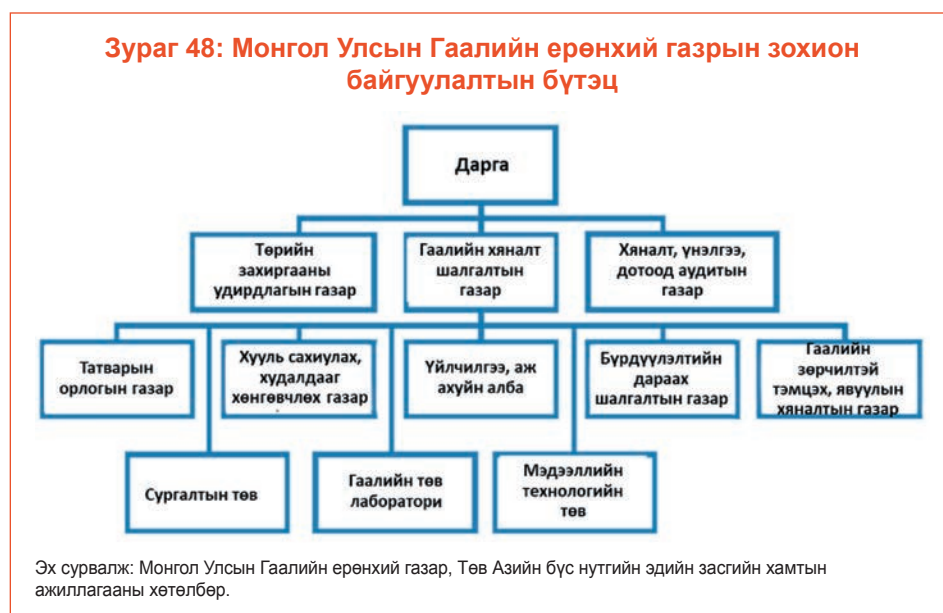 Зураг 48: Монгол Улсын Гаалийн ерөнхий газрын зохион
байгуулалтын бүтэц
Дарга
Төрийн
захиргааны
удирдлагын газар
Гаалийн хяналт
шалгалтын
газар
Хяналт, үнэлгээ,
дотоод аудитын
газар
Татварын
орлогын газар
Хууль сахиулах,
худалдааг
хөнгөвчлөх газар
Үйлчилгээ, аж
ахуйн алба
Бүрдүүлэлтийн
дараах
шалгалтын газар
Гаалийн
зөрчилтэй
тэмцэх, явуулын
хяналтын газар
Сургалтын төв
Гаалийн төв
лаборатори
Мэдээллийн
технологийн
төв
Эх сурвалж: Монгол Улсын Гаалийн ерөнхий газар, Төв Азийн бүс нутгийн эдийн засгийн хамтын
ажиллагааны хөтөлбөр.